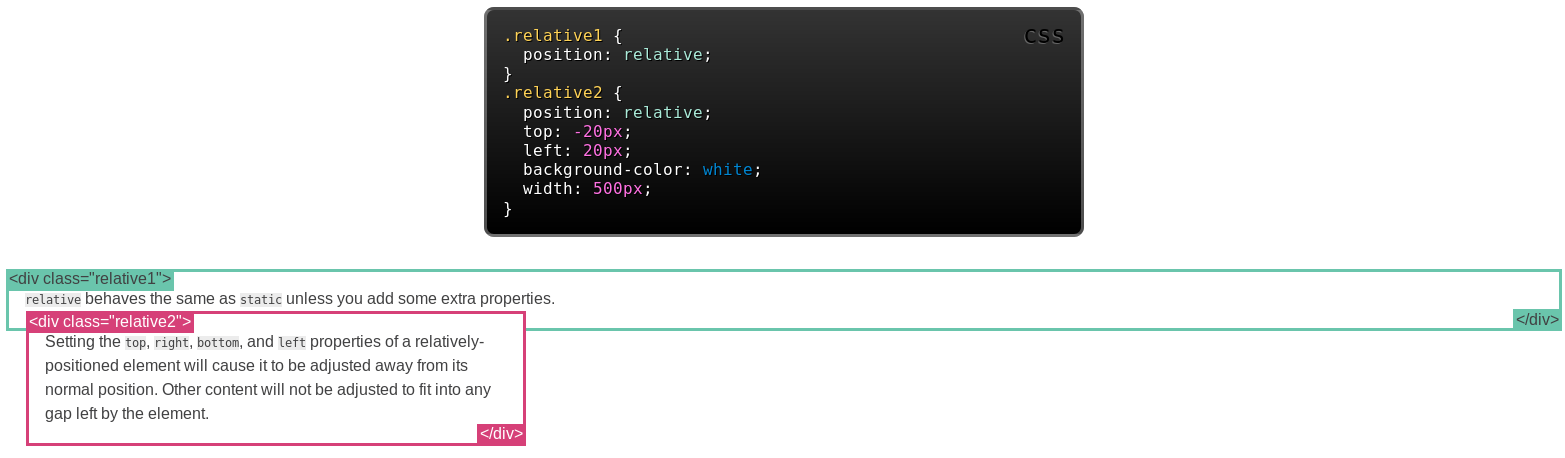 CSS
.relative1 {
  position: relative;
}
.relative2 {
  position: relative;
  top: -20px;
  left: 20px;
  background-color: white;
  width: 500px;
}
<div class="relative1">
relative behaves the same as static unless you add some extra properties.
</div>
<div class="relative2">
Setting the top, right, bottom, and left properties of a relatively-
positioned element will cause it to be adjusted away from its
normal position. Other content will not be adjusted to fit into any
gap left by the element.
</div>